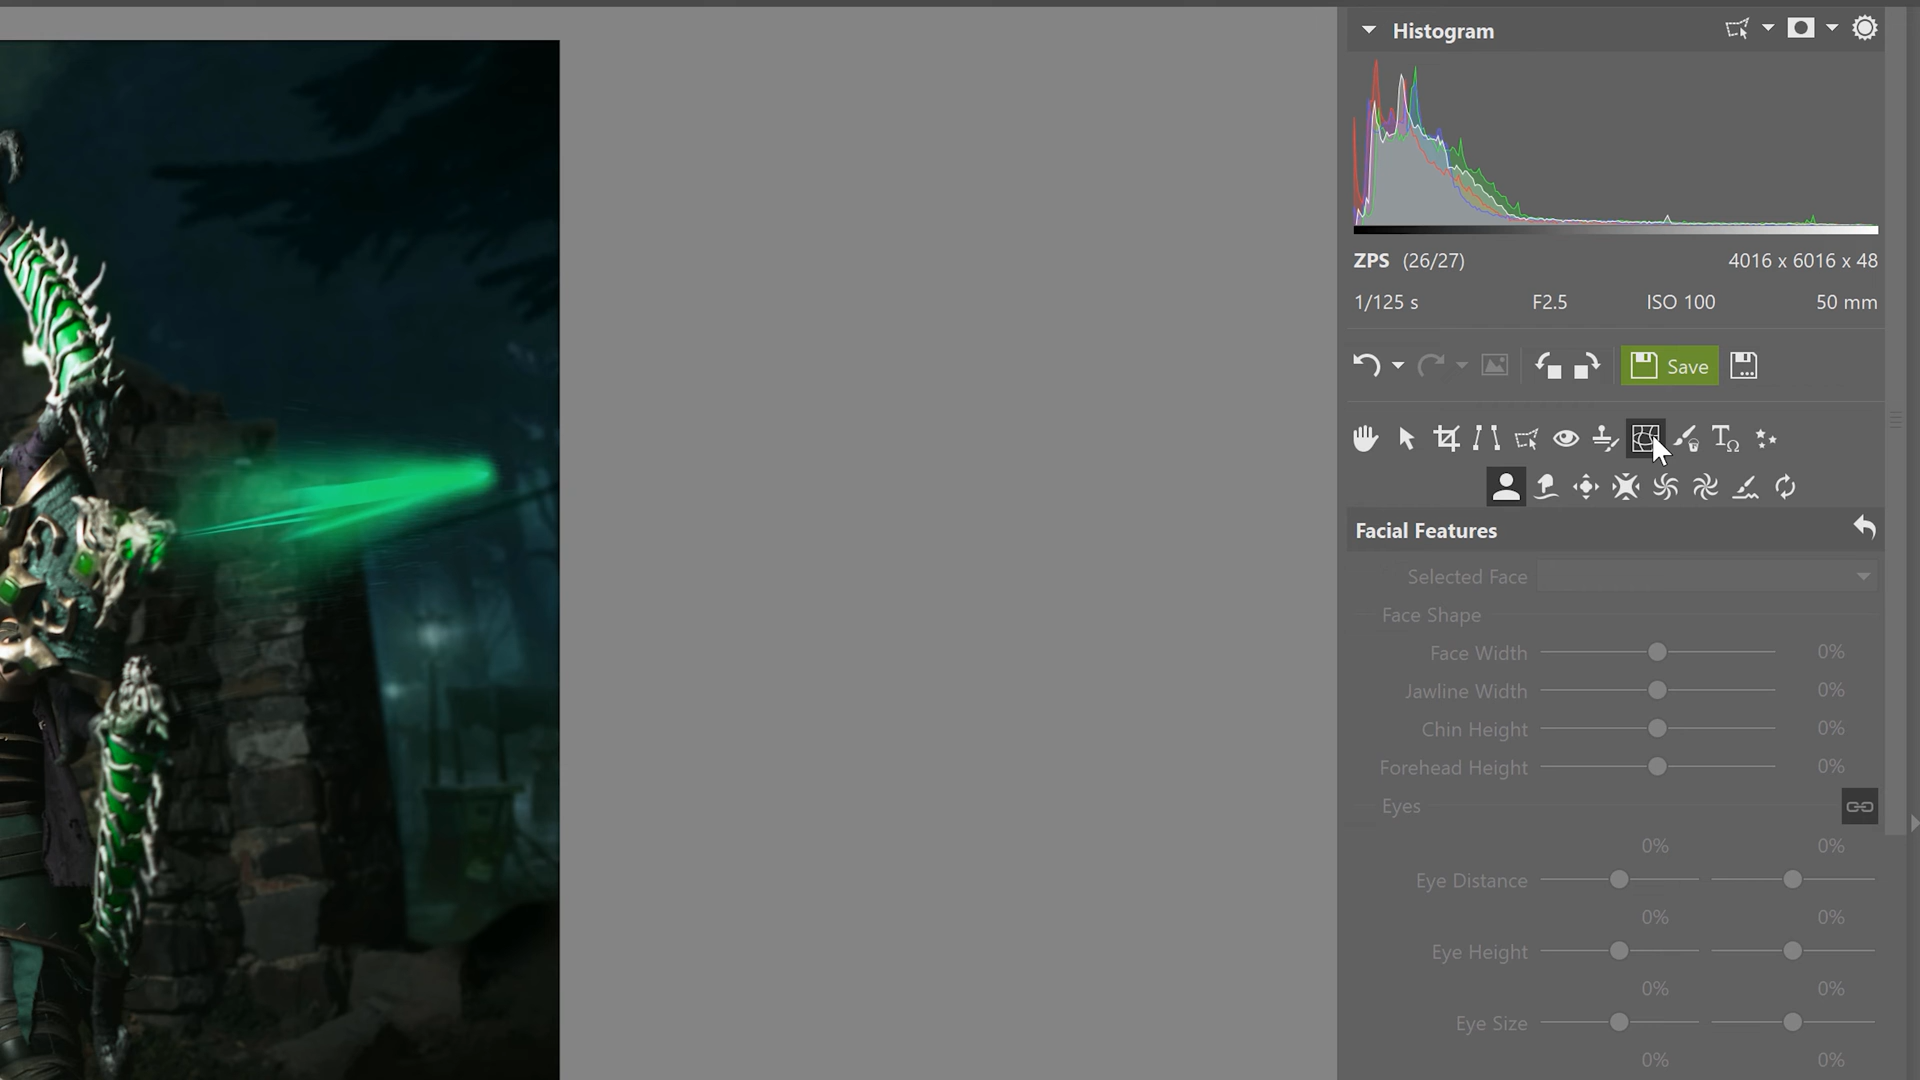 Histogram
ZPS (26/27) 4016 x 6016 x 48
1/125 s F2.5 ISO 100 50 mm
Save
Facial Features
Selected Face
Face Shape
Face Width 0%
Jawline Width 0%
Chin Height 0%
Forehead Height 0%
Eyes
0% 0%
Eye Distance
0% 0%
Eye Height
0% 0%
Eye Size
0% 0%